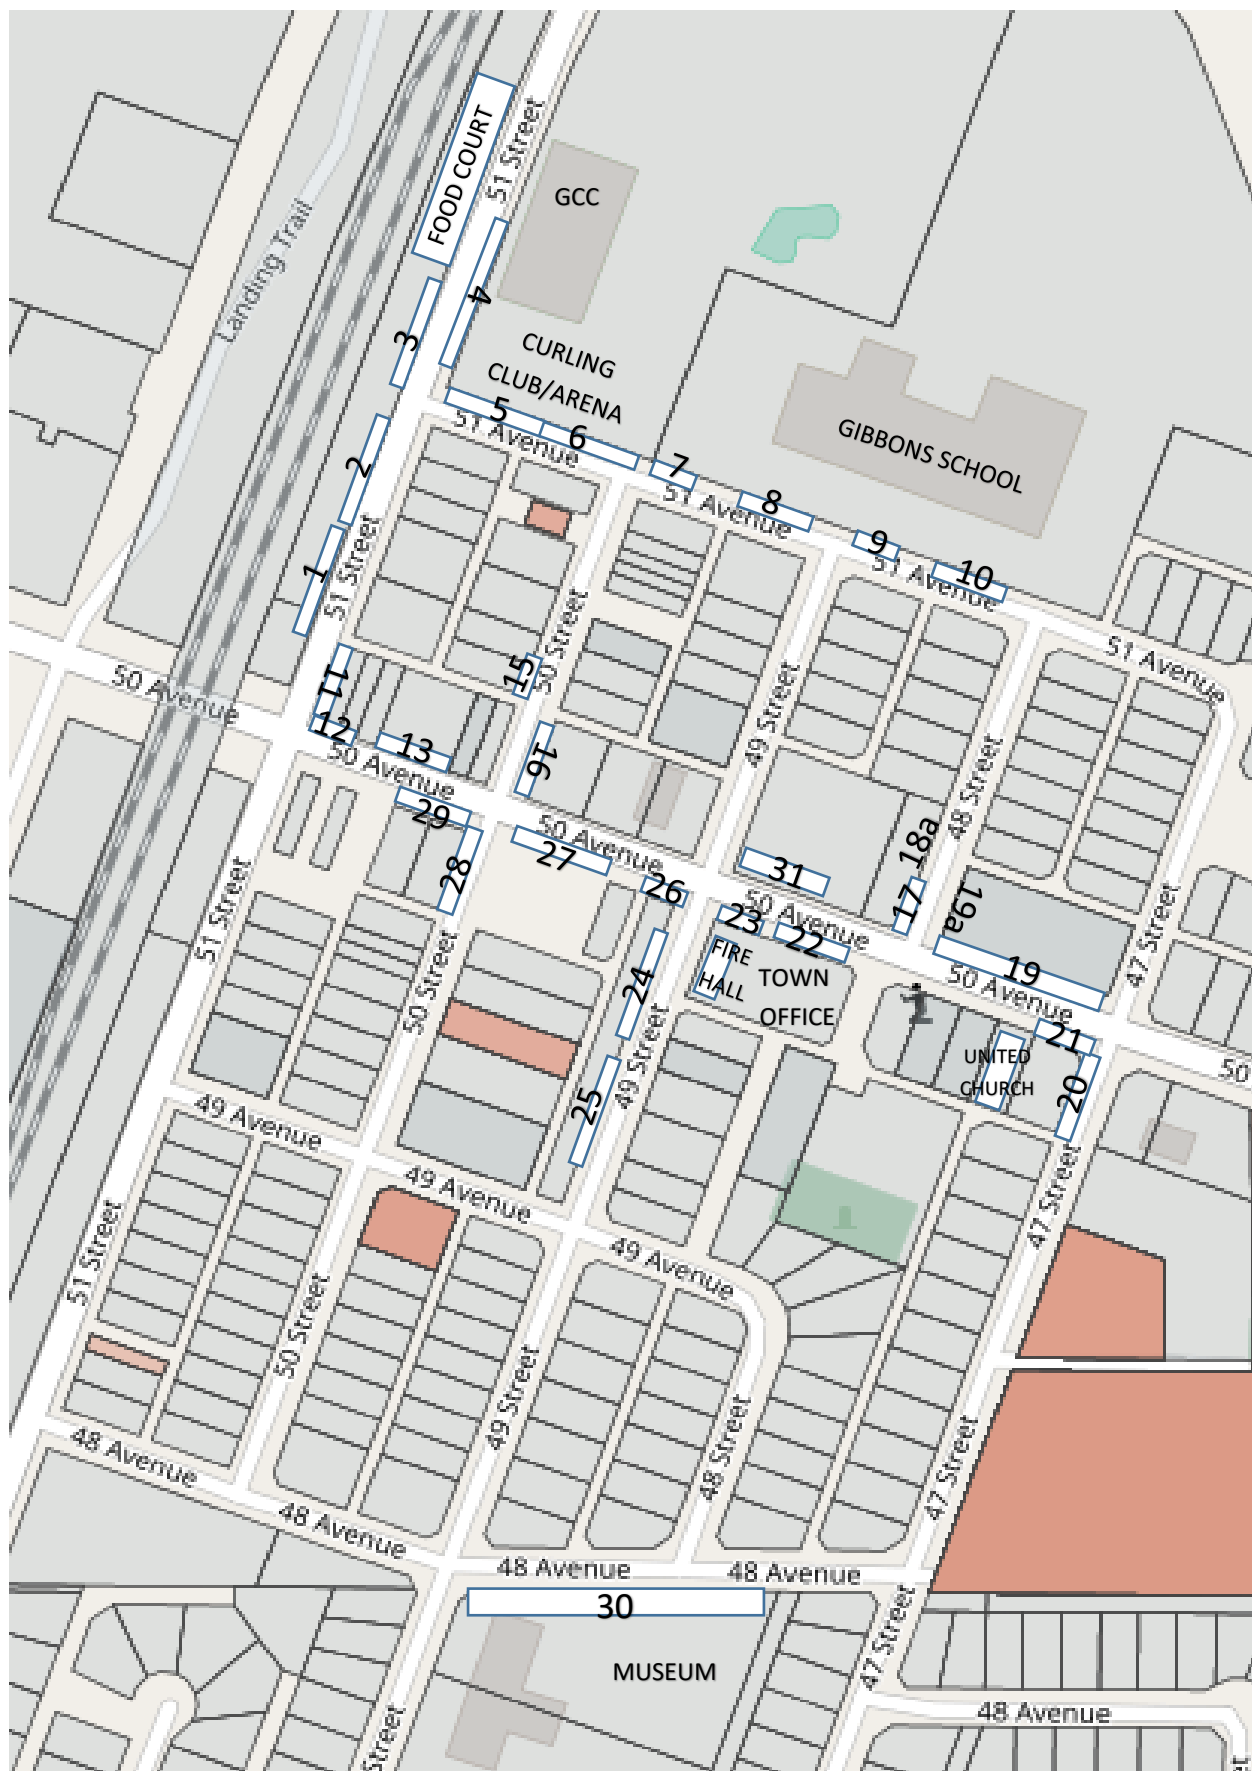 FOOD COURT
51 Street
GCC
Landing Trail
4
3
CURLING
CLUB/ARENA
5
6
51 Avenue
7
51 Avenue
8
GIBBONS SCHOOL
9
10
51 Avenue
51 Avenue
2
1
51 Street
15
50 Street
50 Avenue
11
12
13
50 Avenue
16
49 Street
48 Street
29
28
50 Avenue
27
26
31
50 Avenue
18a
17
19a
47 Street
51 Street
50 Street
23
22
FIRE
HALL
TOWN
OFFICE
24
49 Street
19
50 Avenue
21
50
UNITED
CHURCH
20
25
49 Avenue
49 Avenue
49 Avenue
47 Street
51 Street
50 Street
49 Street
48 Street
47 Street
48 Avenue
48 Avenue
48 Avenue
48 Avenue
30
MUSEUM
47 Street
48 Avenue
Street